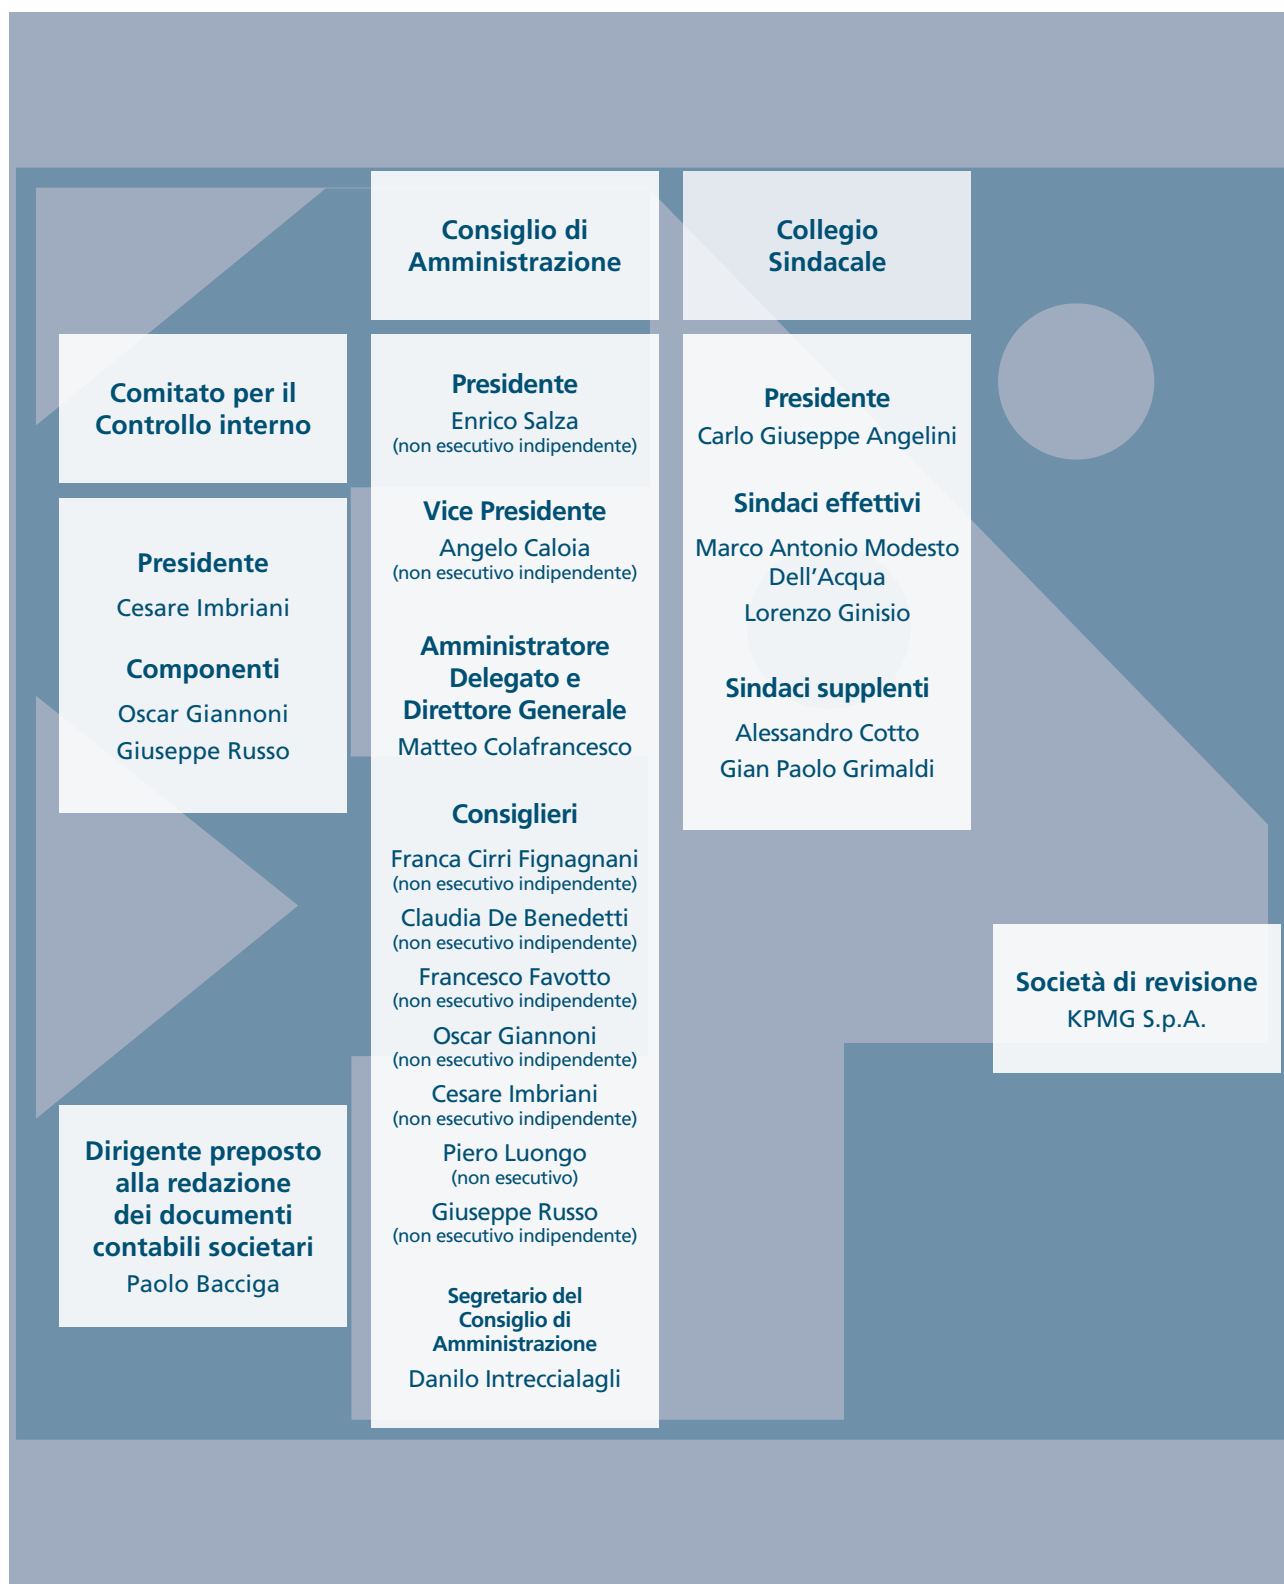 Consiglio di
Amministrazione
Collegio
Sindacale
Comitato per il
Controllo interno
Presidente
Cesare Imbriani
Componenti
Oscar Giannoni
Giuseppe Russo
Dirigente preposto
alla redazione
dei documenti
contabili societari
Paolo Bacciga
Presidente
Enrico Salza
(non esecutivo indipendente)
Vice Presidente
Angelo Caloia
(non esecutivo indipendente)
Amministratore
Delegato e
Direttore Generale
Matteo Colafrancesco
Consiglieri
Franca Cirri Fignagnani
(non esecutivo indipendente)
Claudia De Benedetti
(non esecutivo indipendente)
Francesco Favotto
(non esecutivo indipendente)
Oscar Giannoni
(non esecutivo indipendente)
Cesare Imbriani
(non esecutivo indipendente)
Piero Luongo
(non esecutivo)
Giuseppe Russo
(non esecutivo indipendente)
Segretario del
Consiglio di
Amministrazione
Danilo Intreccialagli
Presidente
Carlo Giuseppe Angelini
Sindaci effettivi
Marco Antonio Modesto
Dell’Acqua
Lorenzo Ginisio
Sindaci supplenti
Alessandro Cotto
Gian Paolo Grimaldi
Società di revisione
KPMG S.p.A.